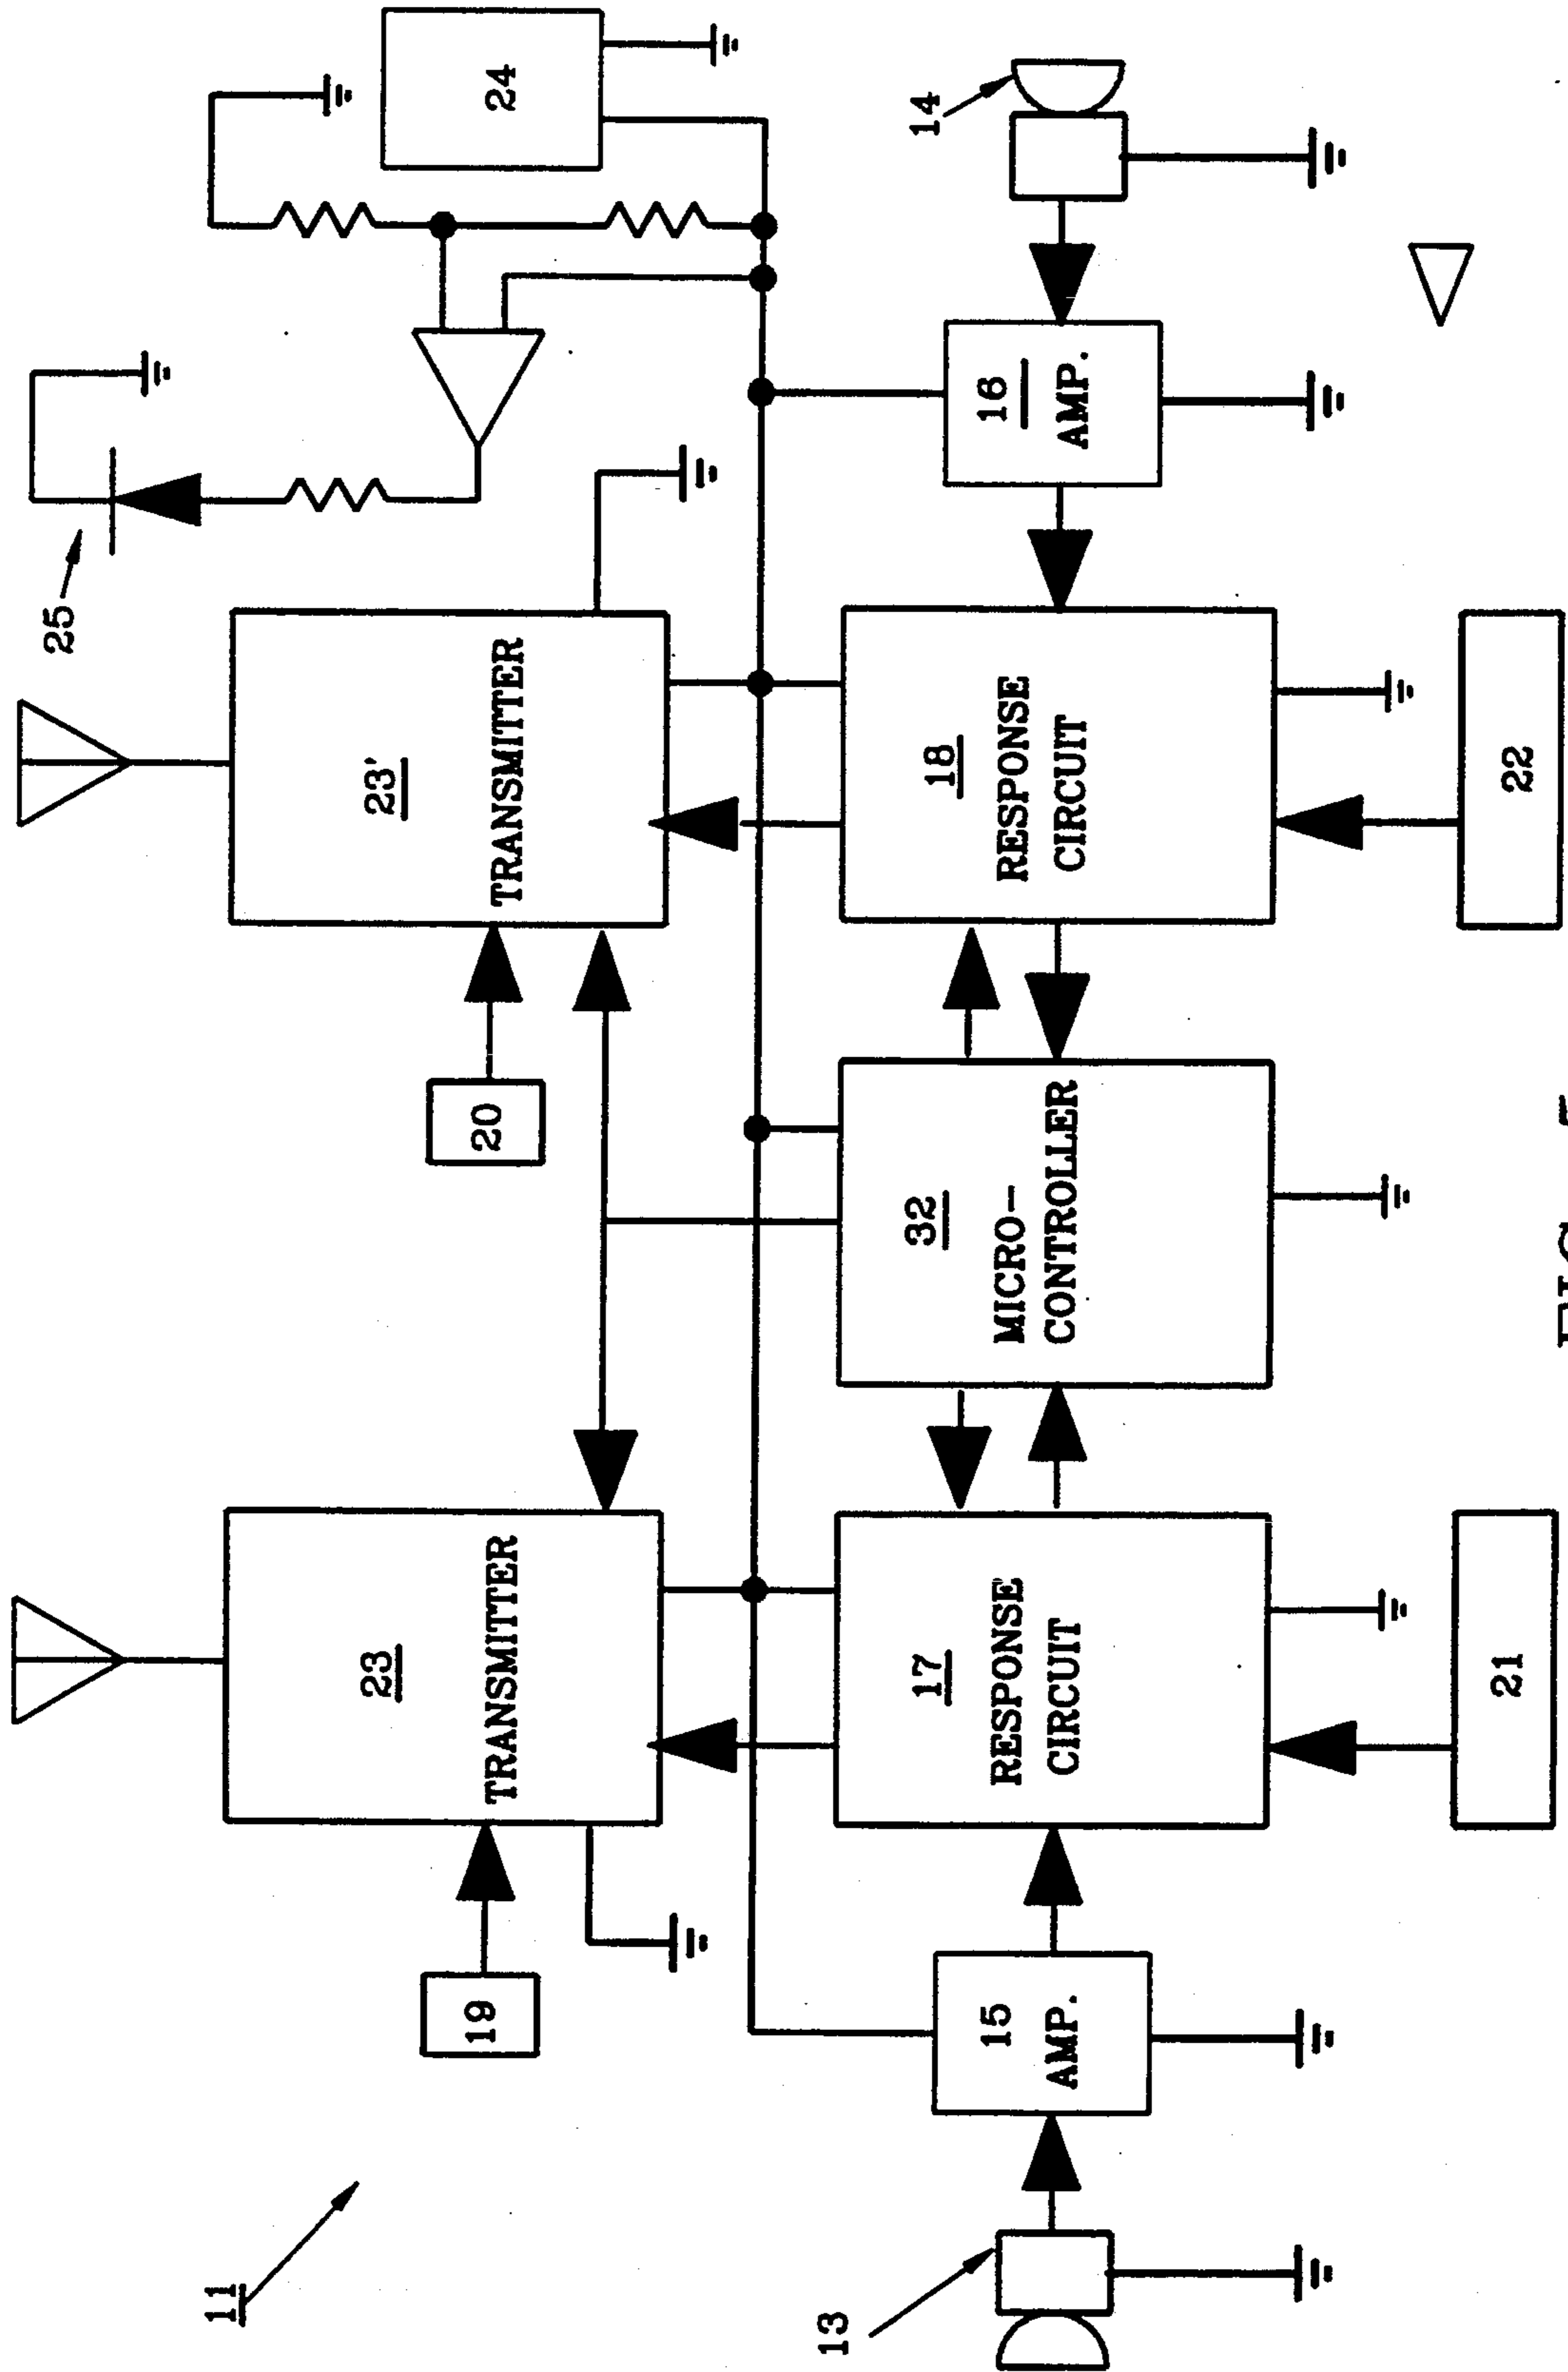 11
25
23
TRANSMITTER
23'
TRANSMITTER
19
20
24
13
14
15
AMP.
17
RESPONSE
CIRCUIT
32
MICRO-
CONTROLLER
18
RESPONSE
CIRCUIT
16
AMP.
21
22